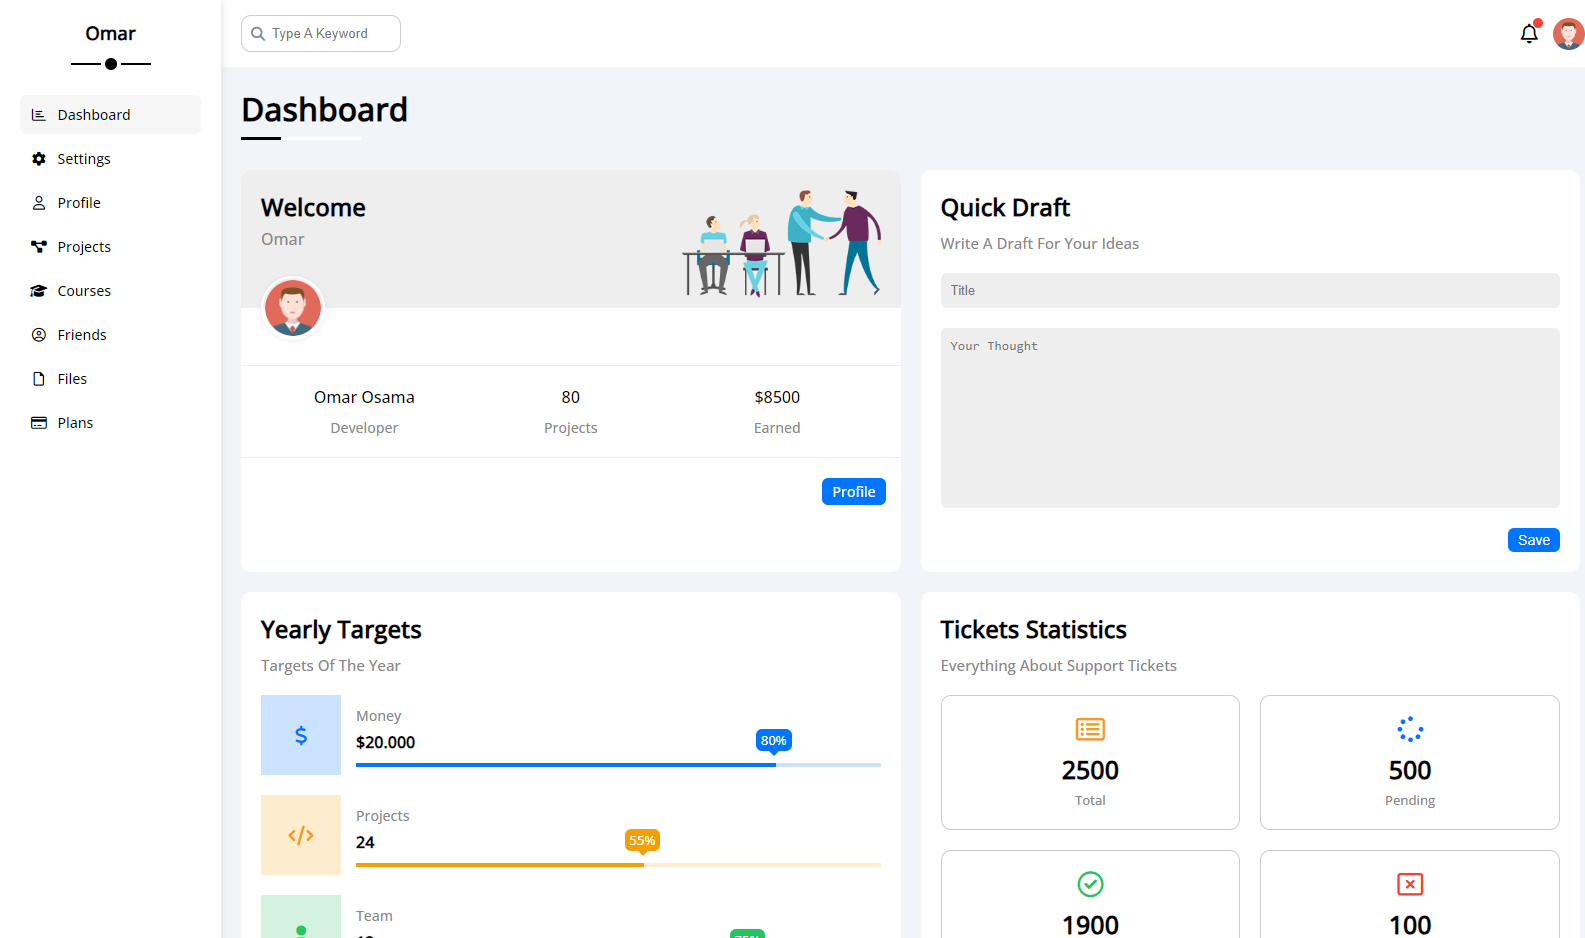 Omar
Dashboard
Settings
Profile
Projects
Courses
Friends
Files
Plans
Type A Keyword
Dashboard
Welcome
Omar
Omar Osama
Developer
80
Projects
$8500
Earned
Profile
Quick Draft
Write A Draft For Your Ideas
Title
Your Thought
Save
Yearly Targets
Targets Of The Year
Money
$20.000
80%
Projects
24
55%
Team
Tickets Statistics
Everything About Support Tickets
2500
Total
500
Pending
1900
100